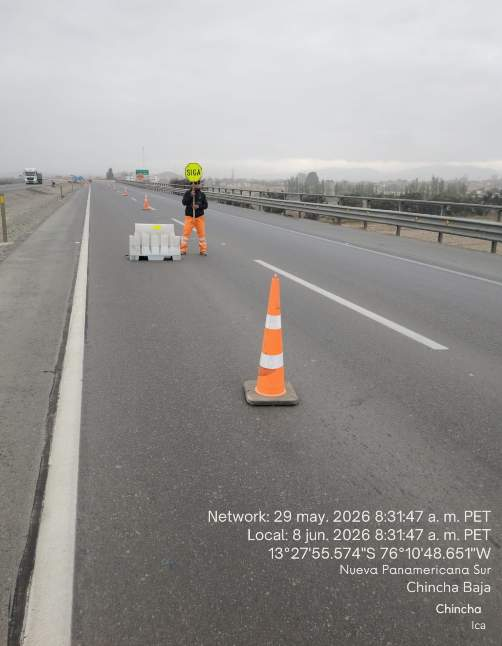 SIGA
Network: 29 may. 2026 8:31:47 a. m. PET
Local: 8 jun. 2026 8:31:47 a. m. PET
13°27'55.574"S 76°10'48.651"W
Nueva Panamericana Sur
Chincha Baja
Chincha
Ica